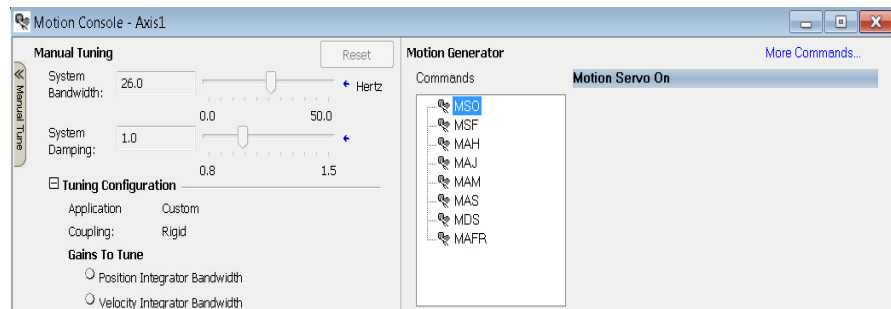 Motion Console - Axis1
Manual Tuning
Reset
Manual Tune
System Bandwidth:
26.0
Hertz
0.0 50.0
System Damping:
1.0
0.8 1.5
Tuning Configuration
Application Custom
Coupling: Rigid
Gains To Tune
Position Integrator Bandwidth
Velocity Integrator Bandwidth
Motion Generator
More Commands...
Commands
MSO
MSF
MAH
MAJ
MAM
MAS
MDS
MAFR
Motion Servo On